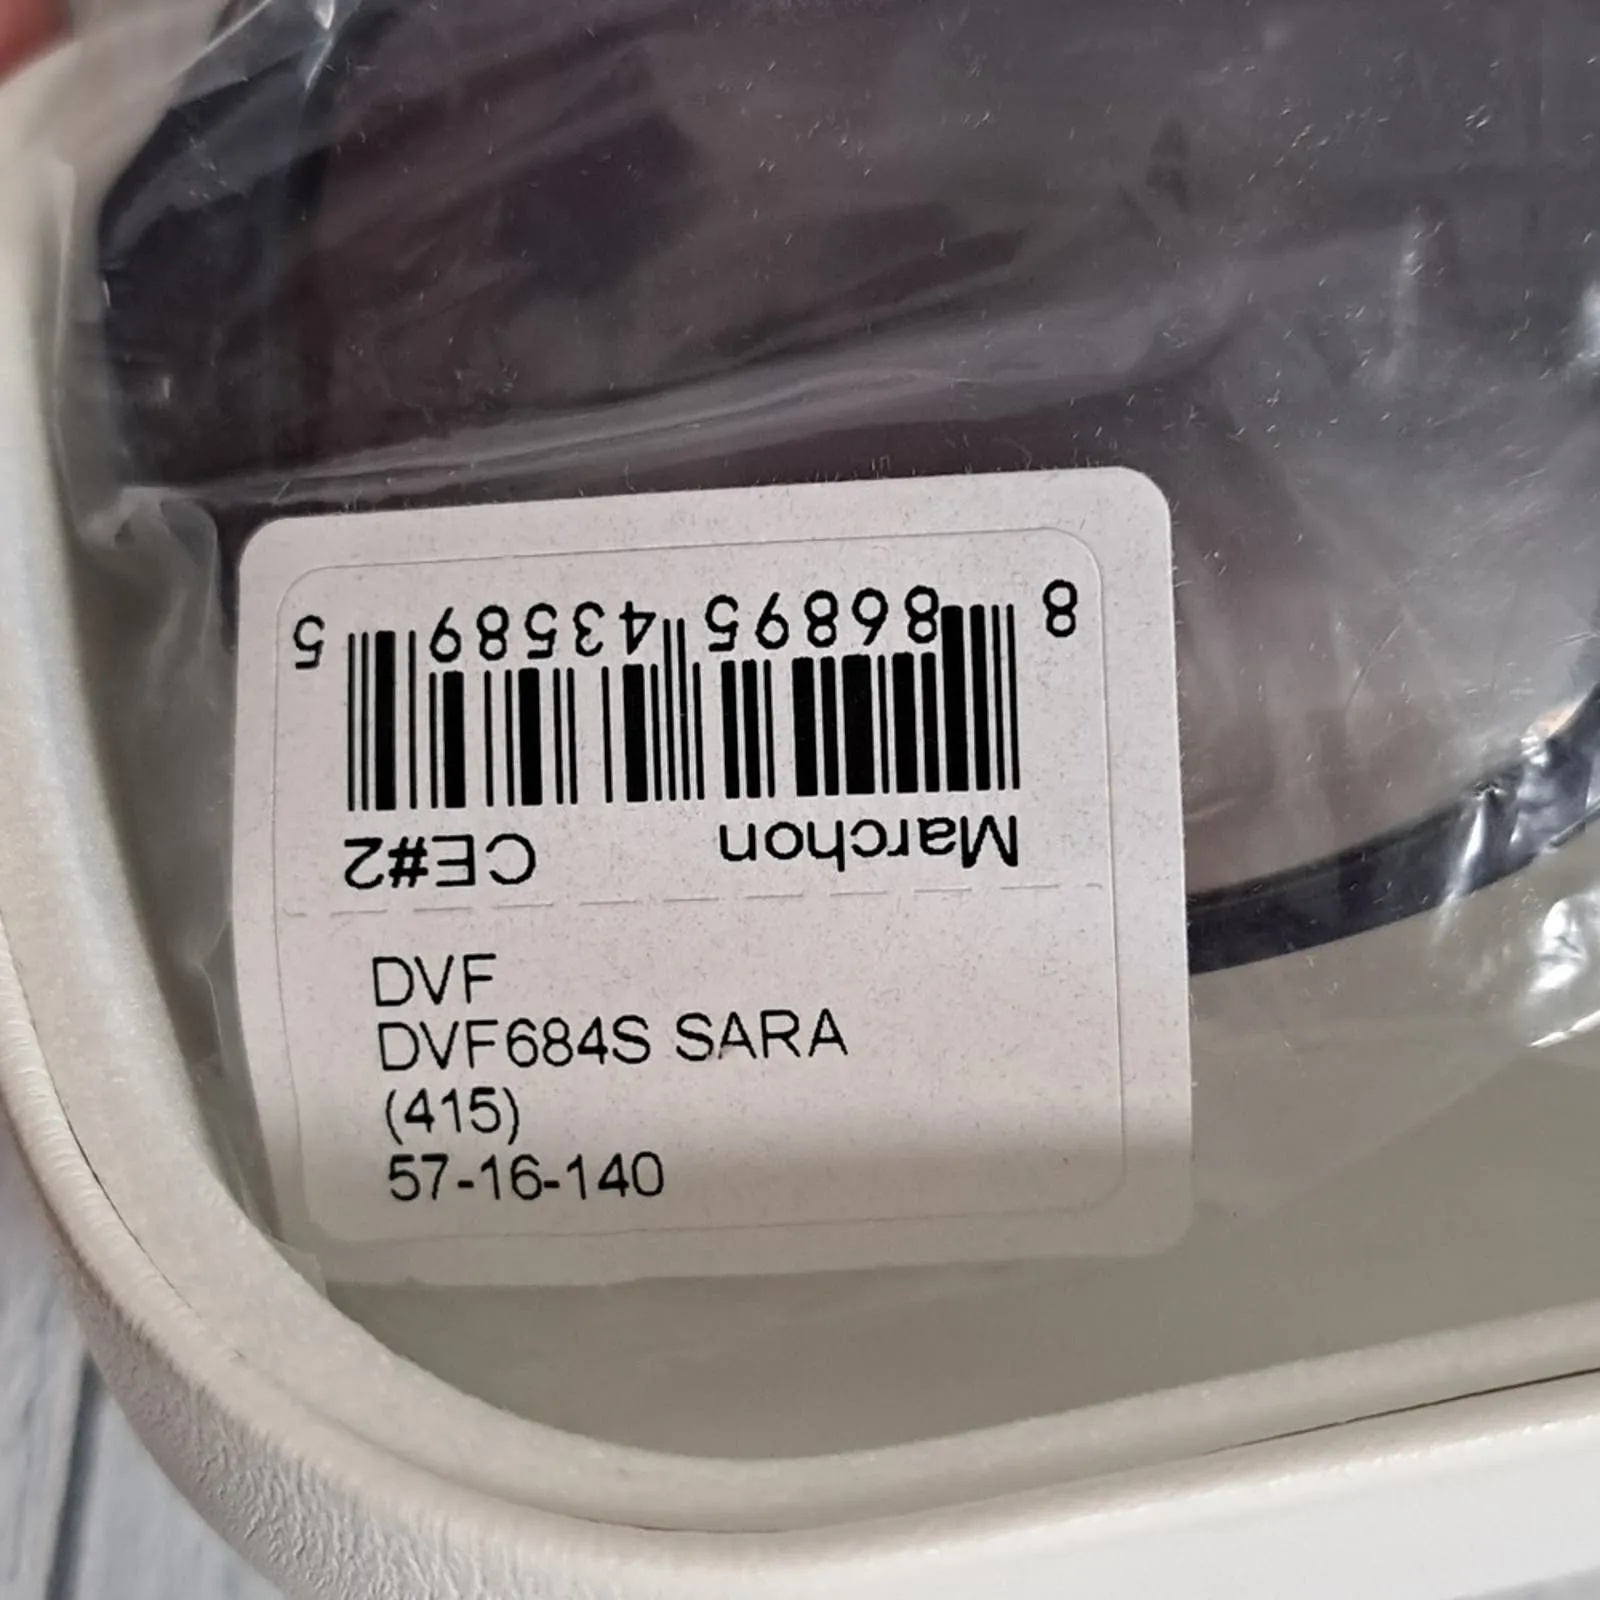 8 86895 43589 5
Marchon CE#2
DVF
DVF684S SARA
(415)
57-16-140